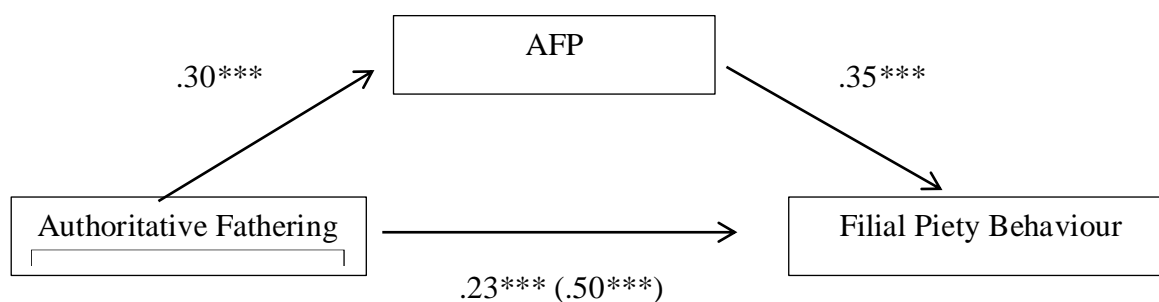 AFP
.30***
.35***
Authoritative Fathering
Filial Piety Behaviour
.23*** (.50***)